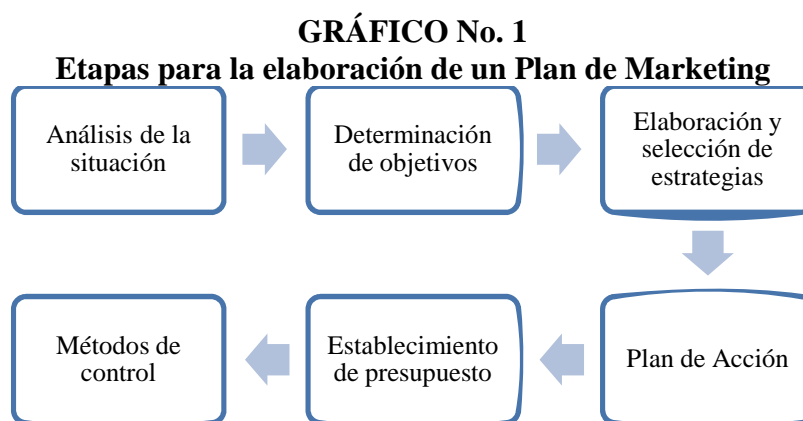 GRÁFICO No. 1
Etapas para la elaboración de un Plan de Marketing
Análisis de la
situación
Determinación
de objetivos
Elaboración y
selección de
estrategias
Plan de Acción
Establecimiento
de presupuesto
Métodos de
control